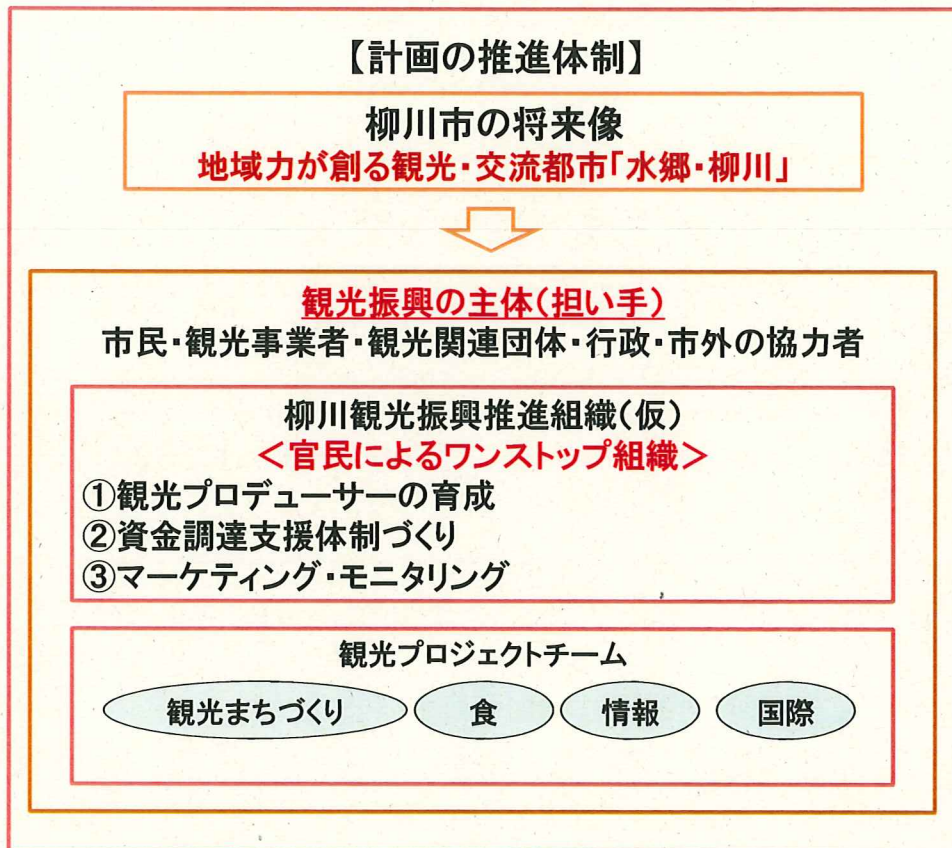 【計画の推進体制】
柳川市の将来像
地域力が創る観光・交流都市「水郷・柳川」
観光振興の主体(担い手)
市民・観光事業者・観光関連団体・行政・市外の協力者
柳川観光振興推進組織(仮)
＜官民によるワンストップ組織＞
①観光プロデューサーの育成
②資金調達支援体制づくり
③マーケティング・モニタリング
観光プロジェクトチーム
観光まちづくり 食 情報 国際